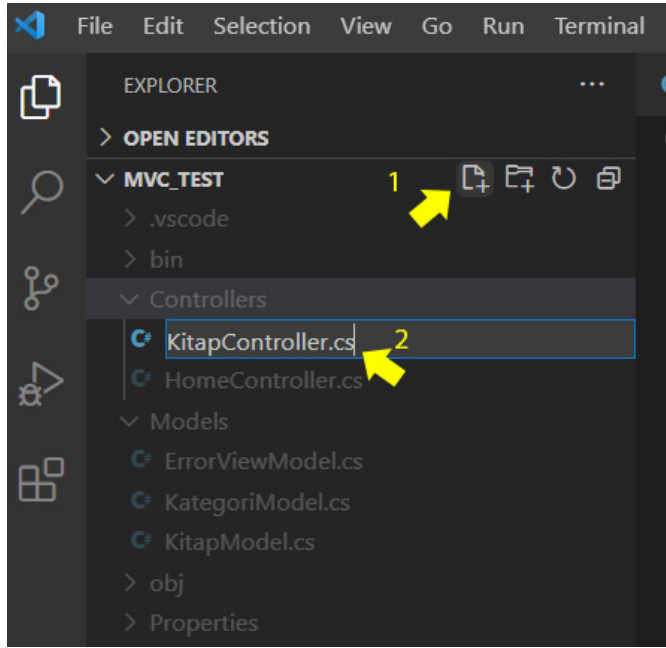 File Edit Selection View Go Run Terminal
EXPLORER ...
> OPEN EDITORS
MVC_TEST 1
> .vscode
> bin
Controllers
C# KitapController.cs 2
C# HomeController.cs
Models
C# ErrorViewModel.cs
C# KategoriModel.cs
C# KitapModel.cs
> obj
> Properties